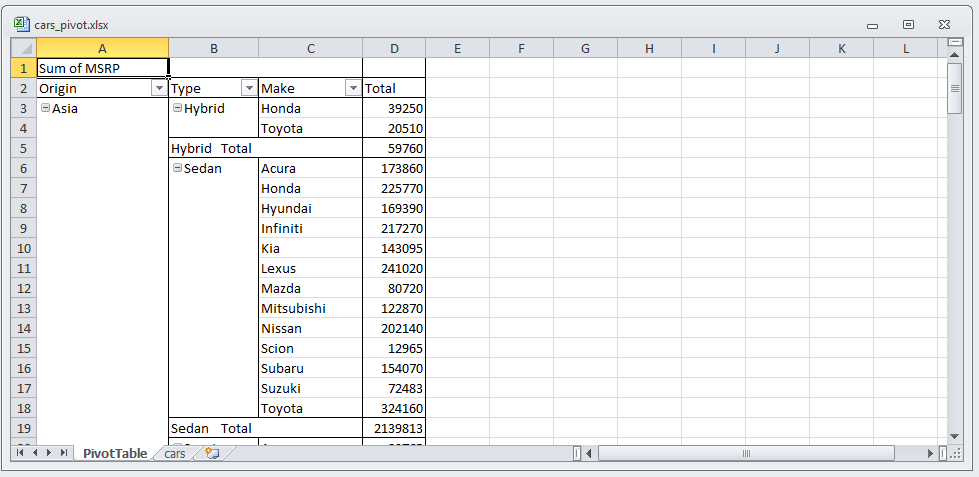 cars_pivot.xlsx
A B C D E F G H I J K L
1 Sum of MSRP
2 Origin Type Make Total
3 Asia Hybrid Honda 39250
4 Toyota 20510
5 Hybrid Total 59760
6 Sedan Acura 173860
7 Honda 225770
8 Hyundai 169390
9 Infiniti 217270
10 Kia 143095
11 Lexus 241020
12 Mazda 80720
13 Mitsubishi 122870
14 Nissan 202140
15 Scion 12965
16 Subaru 154070
17 Suzuki 72483
18 Toyota 324160
19 Sedan Total 2139813
PivotTable cars